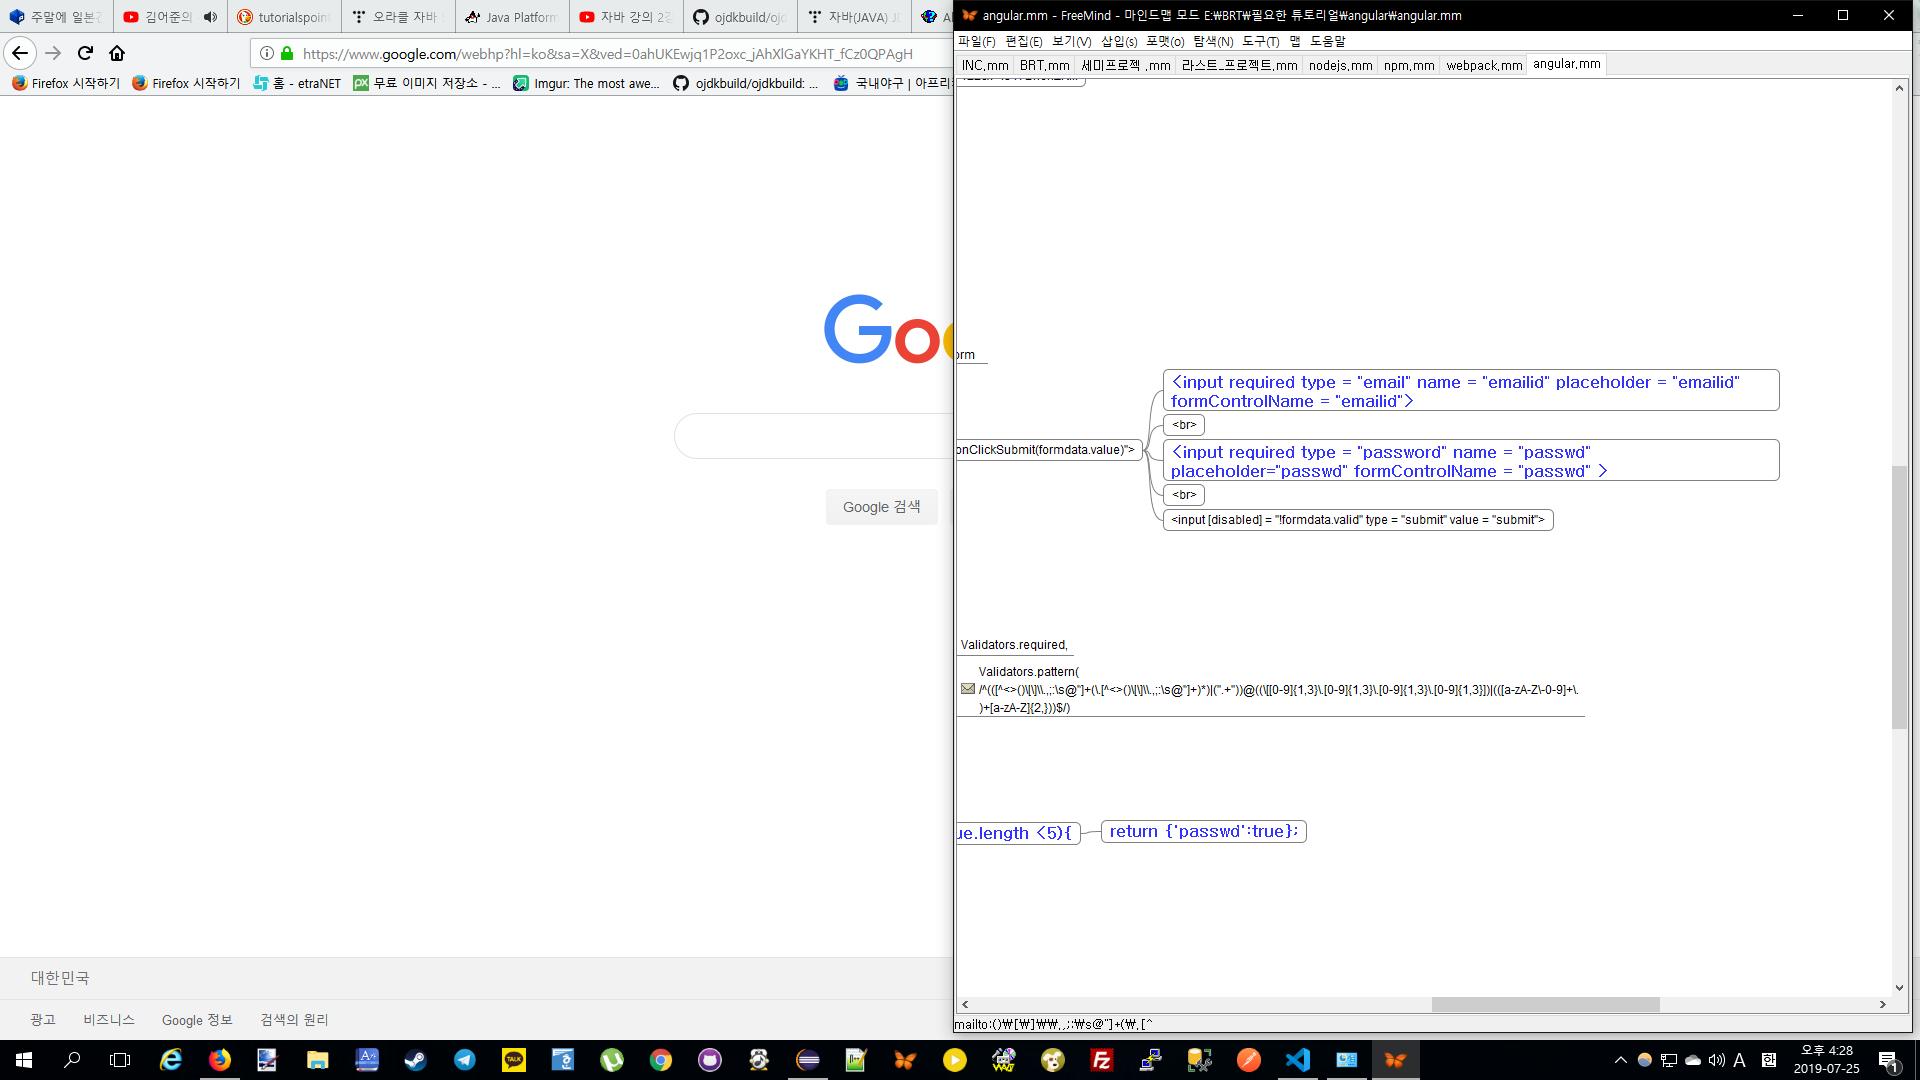 주말에 일본
김어준의
tutorialspoin
오라클 자바
Java Platform
자바 강의 2
ojdkbuild/ojd
자바(JAVA) JD
https://www.google.com/webhp?hl=ko&sa=X&ved=0ahUKEwjq1P2oxc_jAhXlGaYKHT_fCz0QPAgH
Firefox 시작하기
Firefox 시작하기
홈 - etraNET
무료 이미지 저장소 - ...
Imgur: The most awe...
ojdkbuild/ojdkbuild: ...
국내야구 | 아프리
Goo
Google 검색
대한민국
광고
비즈니스
Google 정보
검색의 원리
angular.mm - FreeMind - 마인드맵 모드 E:₩BRT₩필요한 튜토리얼₩angular₩angular.mm
파일(F) 편집(E) 보기(V) 삽입(s) 포맷(o) 탐색(N) 도구(T) 맵 도움말
INC.mm BRT.mm 세미프로젝 .mm 라스트_프로젝트.mm nodejs.mm npm.mm webpack.mm angular.mm
orm
<input required type = "email" name = "emailid" placeholder = "emailid"
formControlName = "emailid">
<br>
onClickSubmit(formdata.value)">
<input required type = "password" name = "passwd"
placeholder="passwd" formControlName = "passwd" >
<br>
<input [disabled] = "!formdata.valid" type = "submit" value = "submit">
Validators.required,
Validators.pattern(
/^(([^<>()\[\]\\.,;:\s@"]+(\.[^<>()\[\]\\.,;:\s@"]+)*)|(".+"))@((\[[0-9]{1,3}\.[0-9]{1,3}\.[0-9]{1,3}\.[0-9]{1,3}])|(([a-zA-Z\-0-9]+\.
)+[a-zA-Z]{2,}))$/)
ue.length <5){
return {'passwd':true};
mailto:()₩[₩]₩₩.,;:₩s@"]+(₩.[^
TALK
A
한
오후 4:28
2019-07-25
1